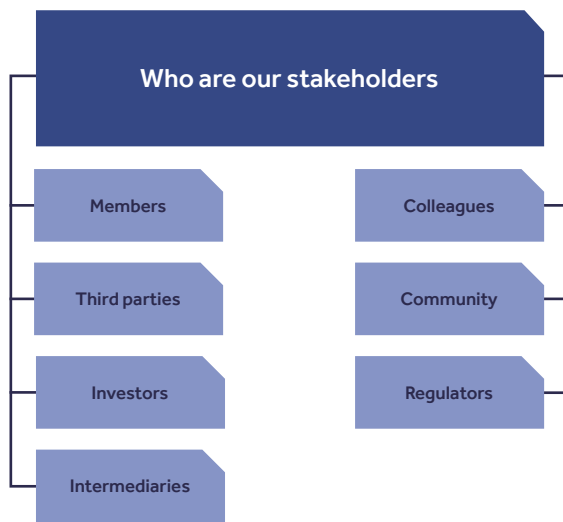 Who are our stakeholders
Members
Colleagues
Third parties
Community
Investors
Regulators
Intermediaries